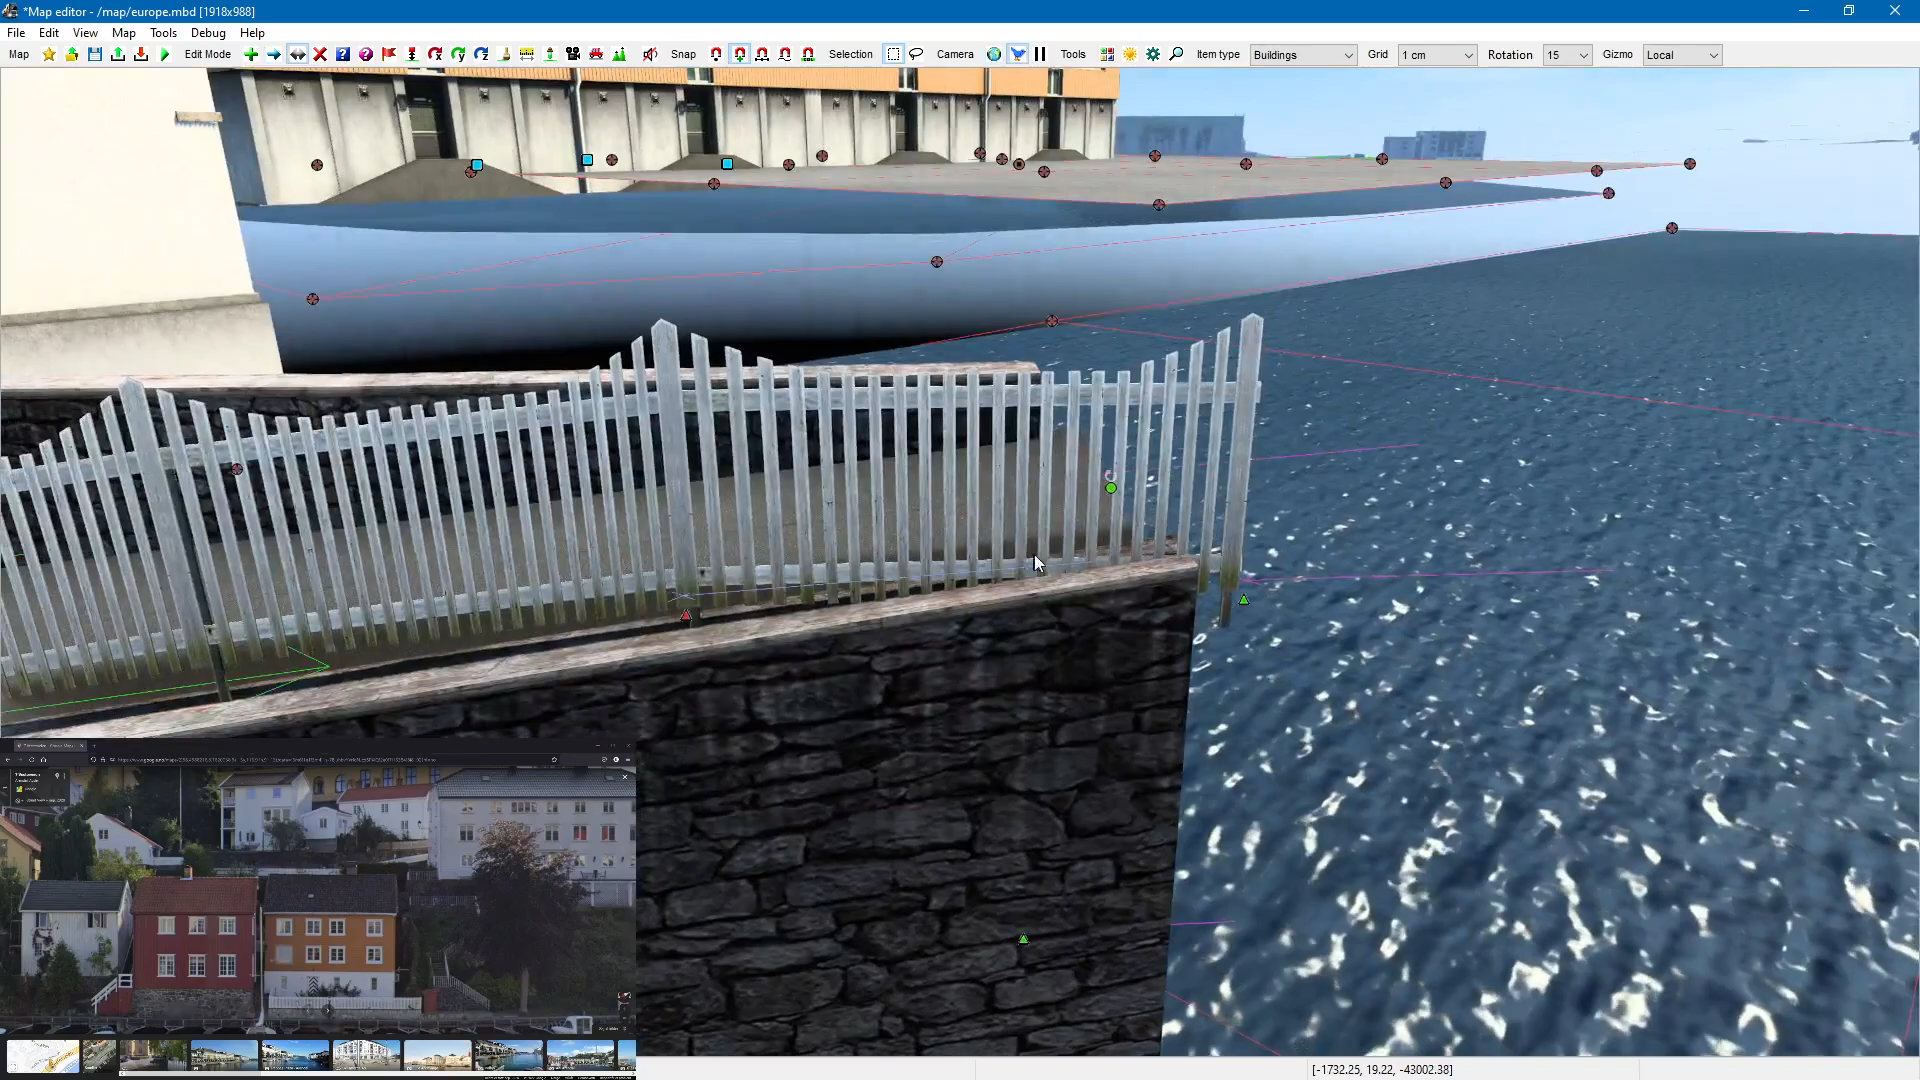 *Map editor - /map/europe.mbd [1918x988]
File Edit View Map Tools Debug Help
Map Edit Mode Snap Selection Camera Tools Item type Buildings Grid 1 cm Rotation 15 Gizmo Local
[-1732.25, 19.22, -43002.38]